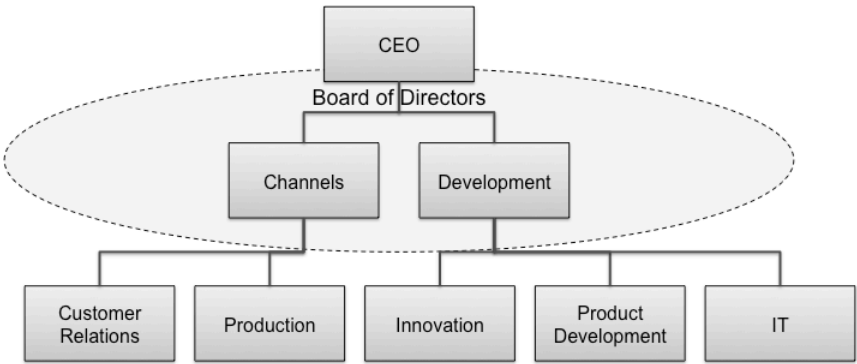 CEO
Board of Directors
Channels
Development
Customer
Relations
Production
Innovation
Product
Development
IT